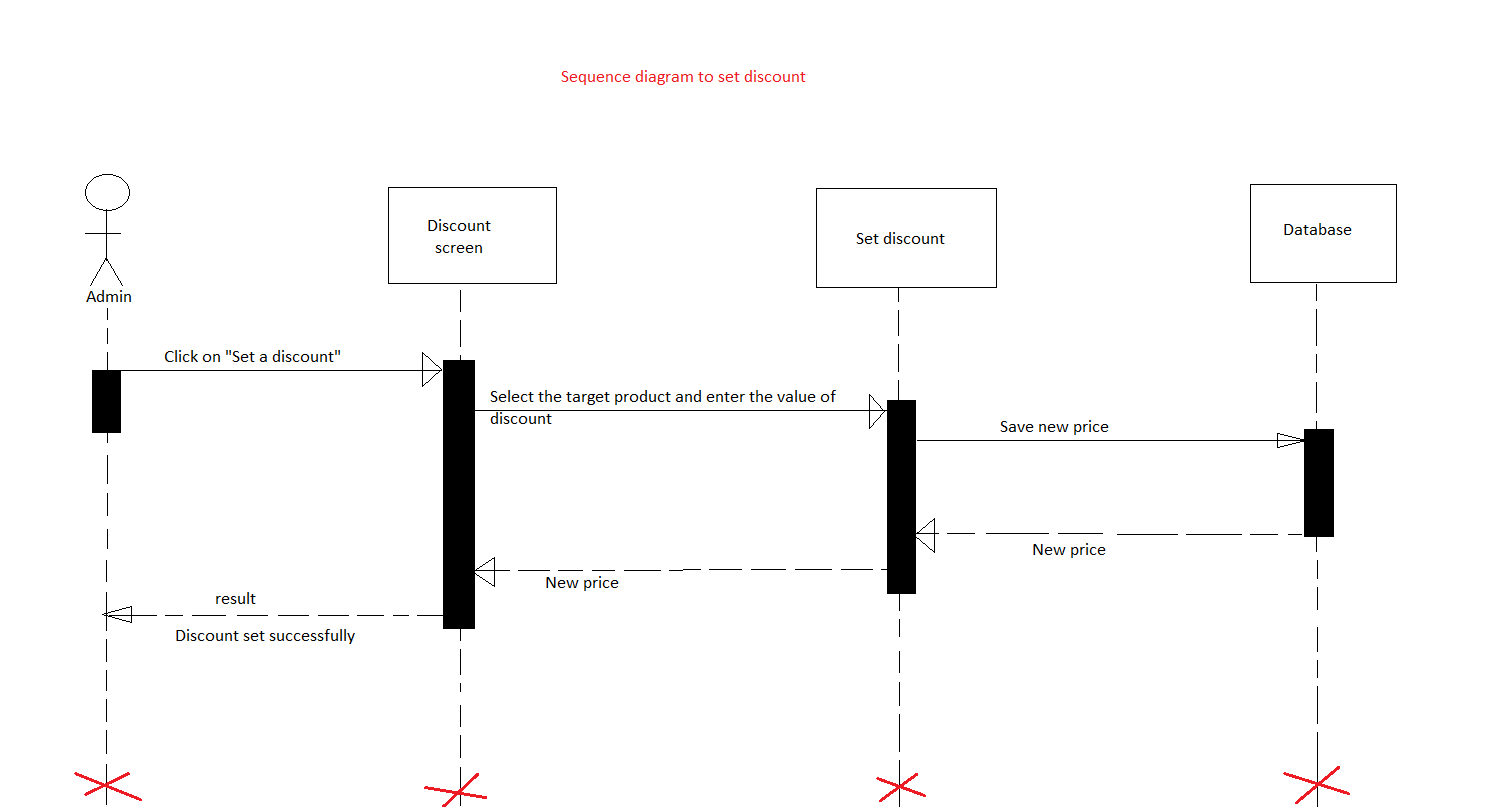 Sequence diagram to set discount
Admin
Discount
screen
Set discount
Database
Click on "Set a discount"
Select the target product and enter the value of
discount
Save new price
New price
New price
result
Discount set successfully